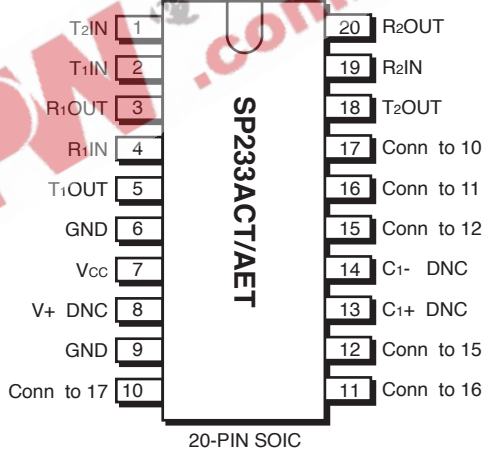 T2IN 1
T1IN 2
R1OUT 3
R1IN 4
T1OUT 5
GND 6
VCC 7
V+ DNC 8
GND 9
Conn to 17 10
SP233ACT/AET
20 R2OUT
19 R2IN
18 T2OUT
17 Conn to 10
16 Conn to 11
15 Conn to 12
14 C1- DNC
13 C1+ DNC
12 Conn to 15
11 Conn to 16
20-PIN SOIC
.com